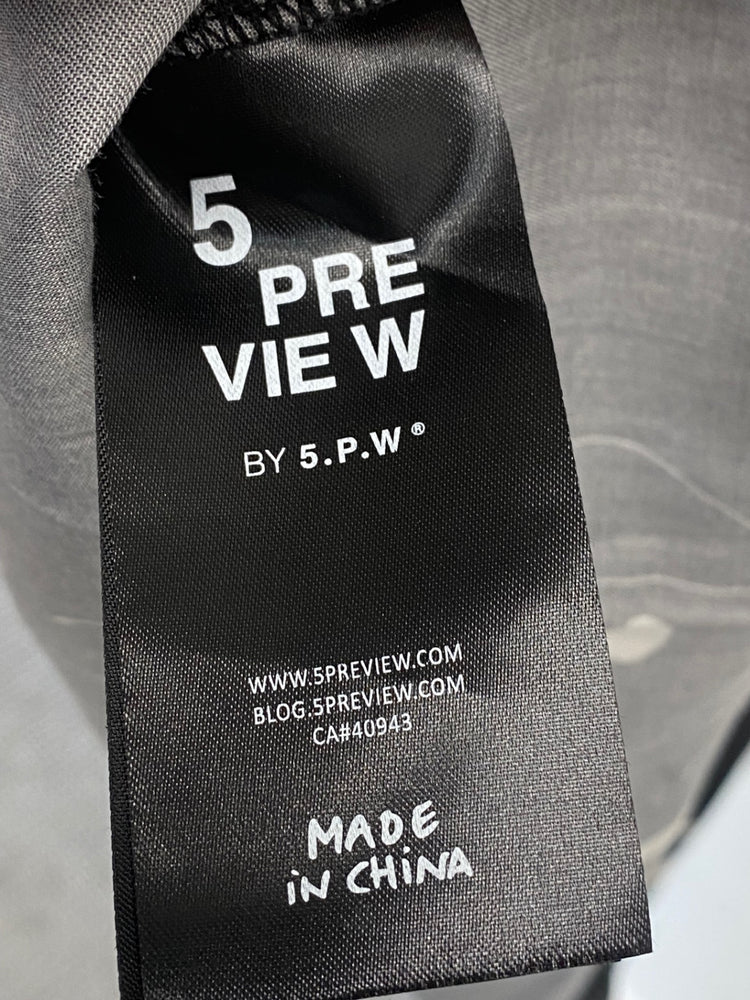 5
PRE
VIE W
BY 5.P.W®
WWW.5PREVIEW.COM
BLOG.5PREVIEW.COM
CA#40943
MADE
iN CHiNA